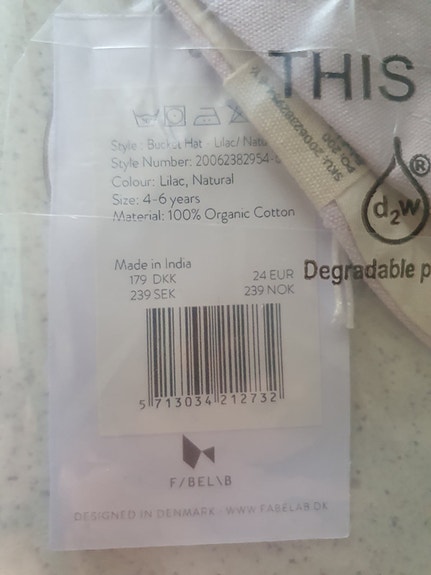 THIS
Style : Bucket Hat - Lilac/ Natu
Style Number: 20062382954-
Colour: Lilac, Natural
Size: 4-6 years
Material: 100% Organic Cotton
Made in India
179 DKK 24 EUR
239 SEK 239 NOK
5 713034 212732
F/BEL\B
DESIGNED IN DENMARK · WWW.FABELAB.DK
®
d2w
Degradable p